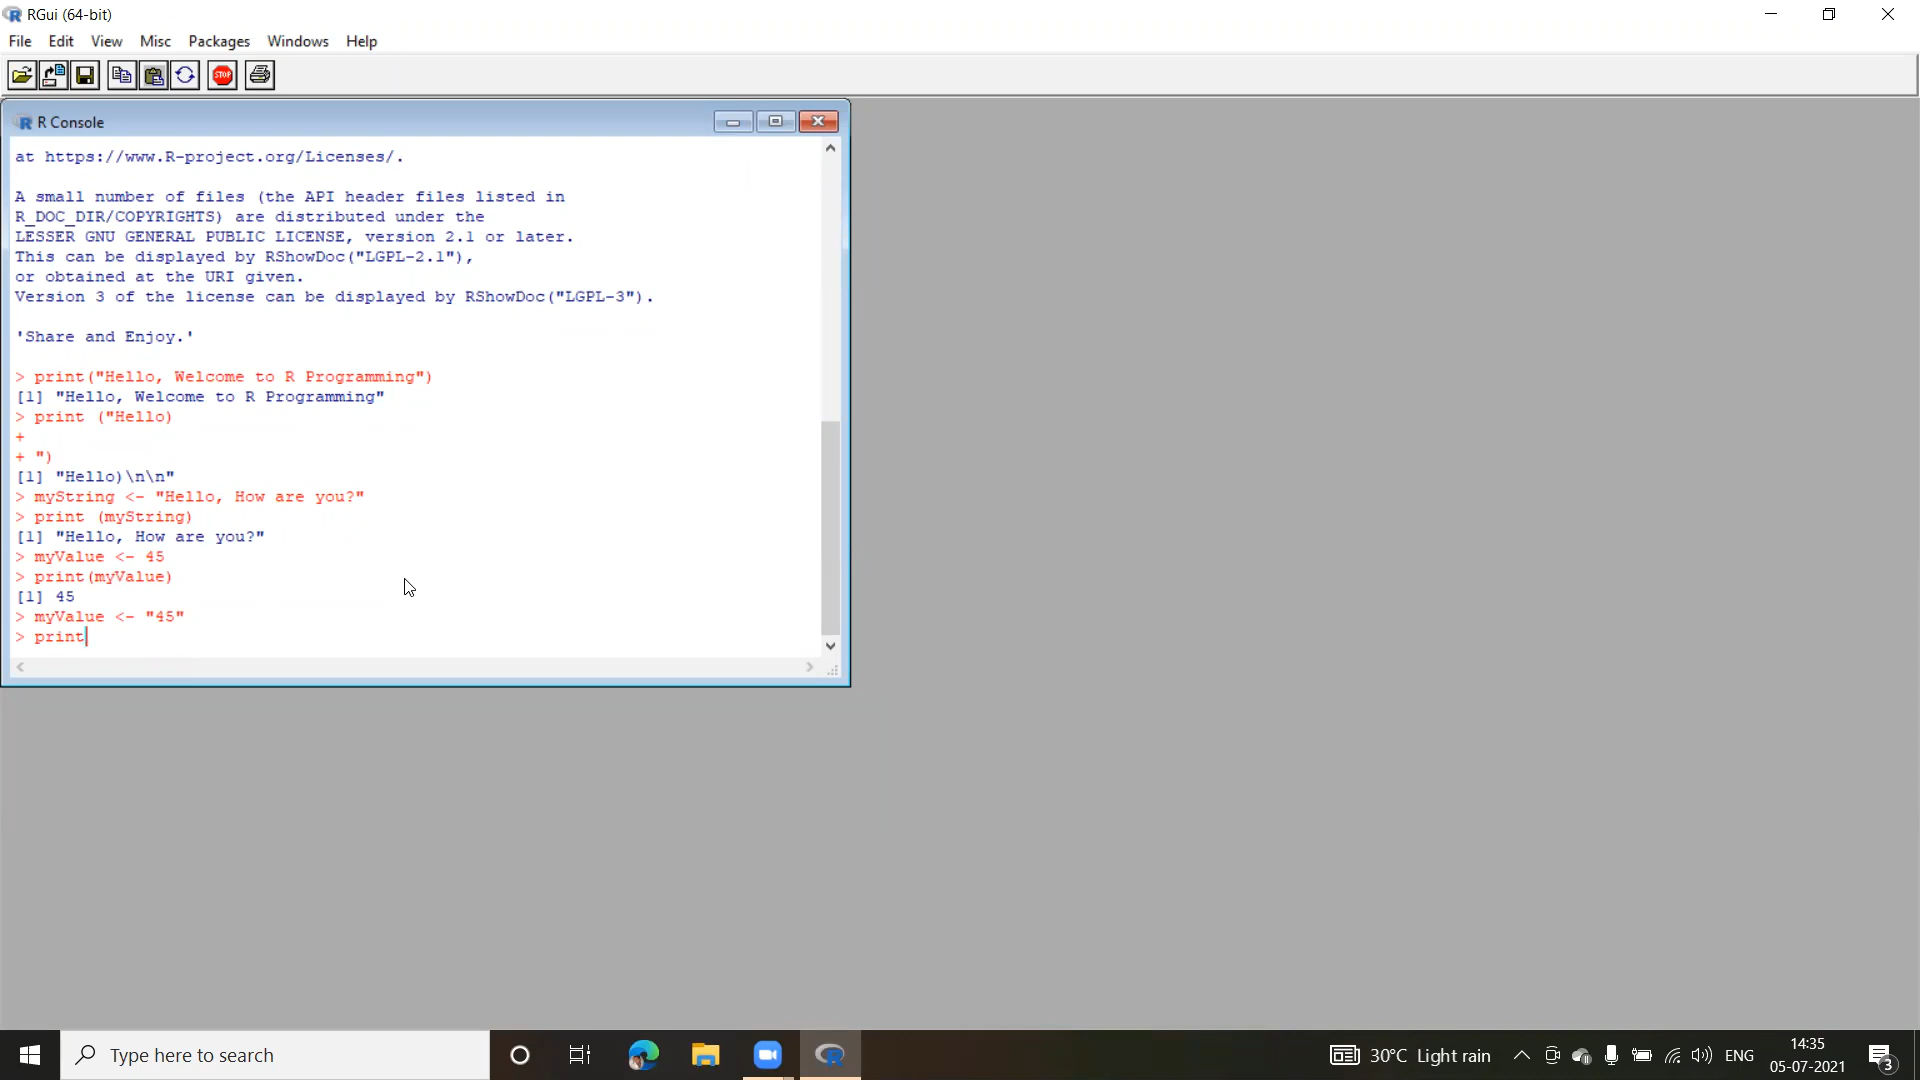 RGui (64-bit)
File Edit View Misc Packages Windows Help
STOP
R Console
at https://www.R-project.org/Licenses/.
A small number of files (the API header files listed in
R_DOC_DIR/COPYRIGHTS) are distributed under the
LESSER GNU GENERAL PUBLIC LICENSE, version 2.1 or later.
This can be displayed by RShowDoc("LGPL-2.1"),
or obtained at the URI given.
Version 3 of the license can be displayed by RShowDoc("LGPL-3").
'Share and Enjoy.'
> print("Hello, Welcome to R Programming")
[1] "Hello, Welcome to R Programming"
> print ("Hello)
+
+ ")
[1] "Hello)\n\n"
> myString <- "Hello, How are you?"
> print (myString)
[1] "Hello, How are you?"
> myValue <- 45
> print(myValue)
[1] 45
> myValue <- "45"
> print
Type here to search
30°C Light rain
ENG
14:35
05-07-2021
3